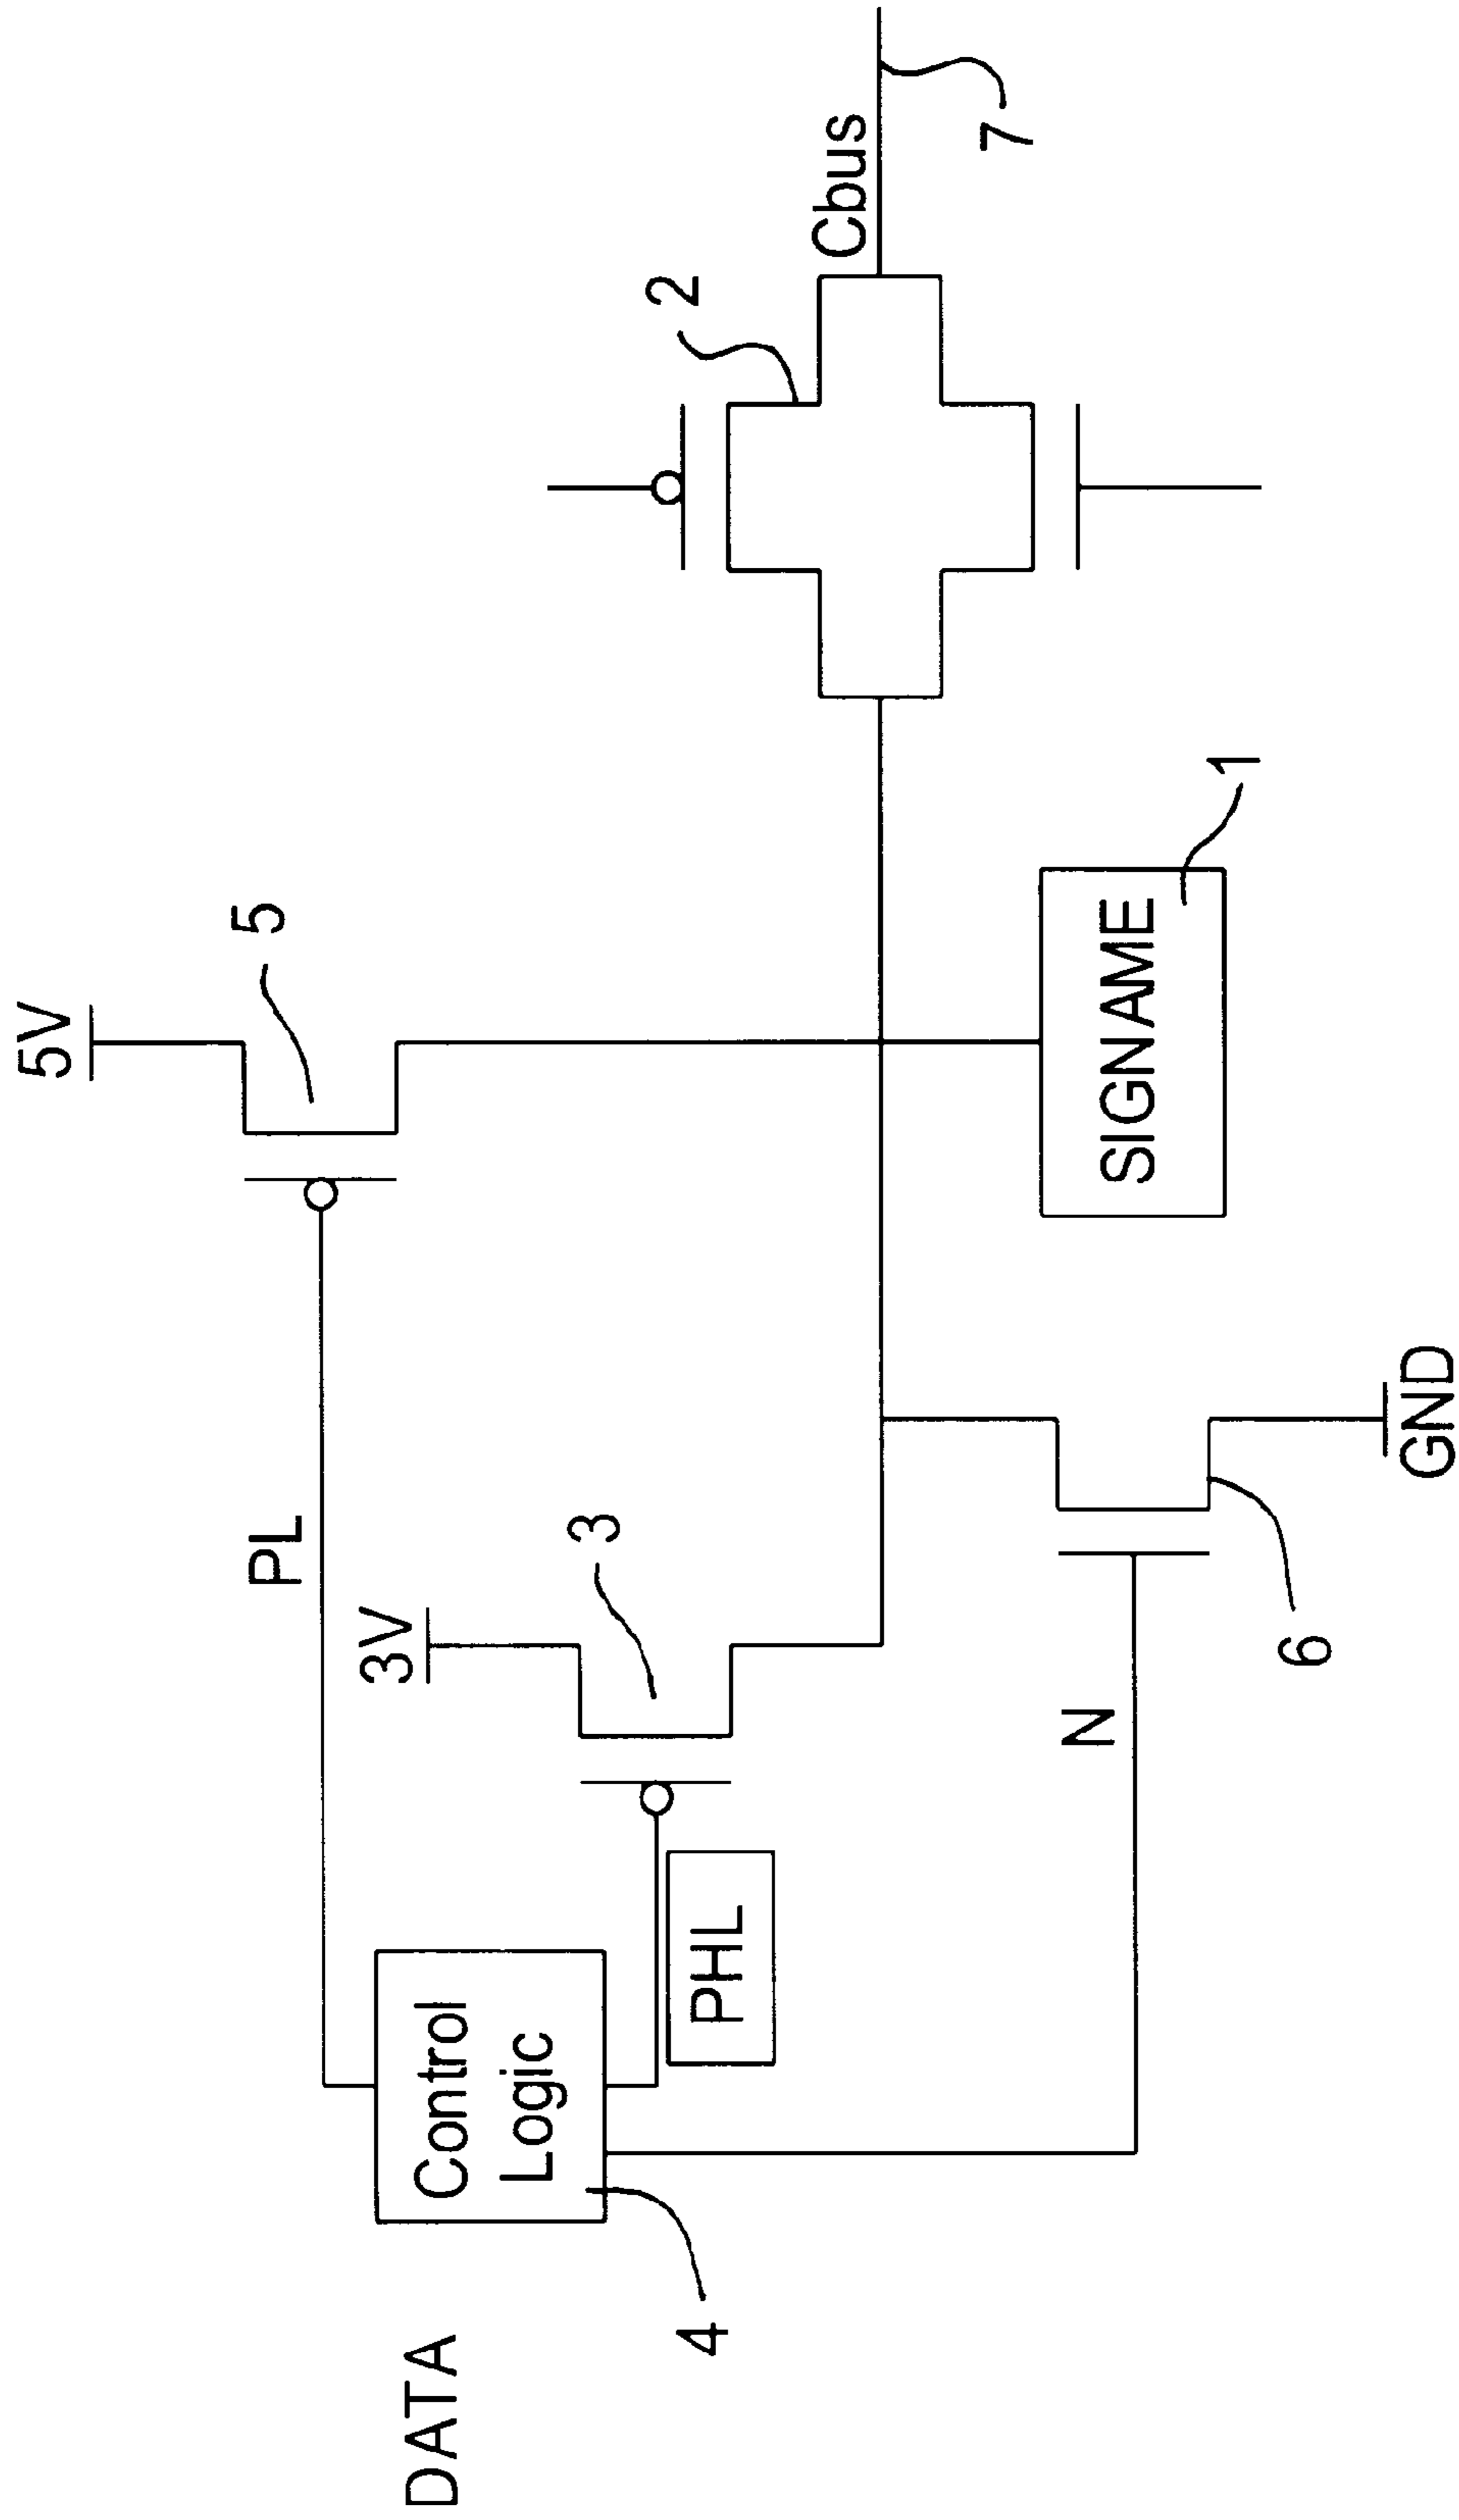 5V
5
PL
3V
3
DATA
Control
Logic
4
PHL
N
6
GND
SIGNAME
1
2
Cbus
7